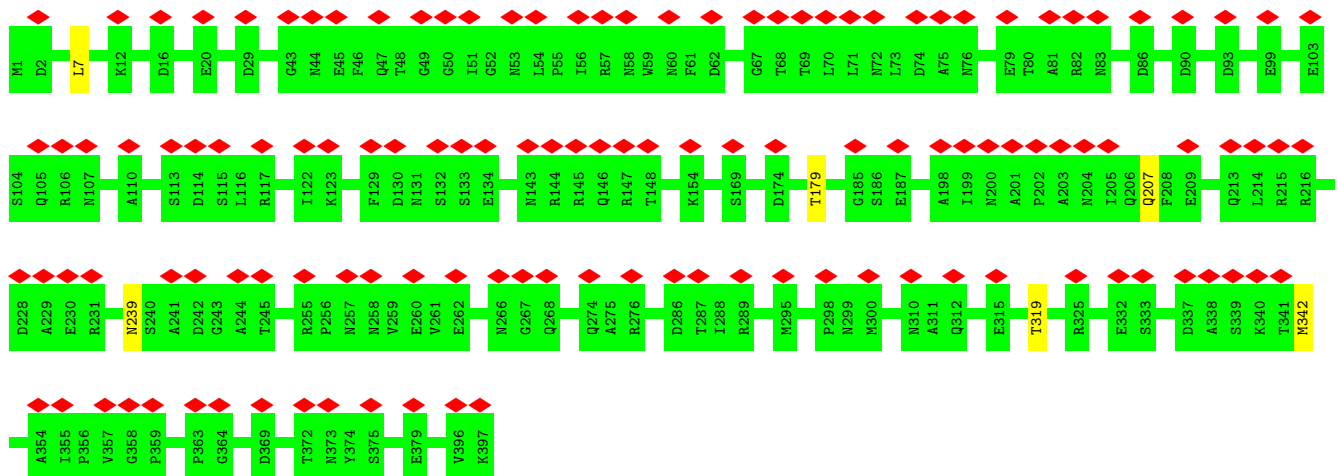 M1 D2 L7 K12 D16 E20 D29 G43 N44 E45 F46 Q47 T48 G49 G50 I51 G52 N53 L54 P55 I56 R57 N58 W59 N60 F61 D62 G67 T68 T69 L70 L71 N72 L73 D74 A75 N76 E79 T80 A81 R82 N83 D86 D90 D93 E99 E103
S104 Q105 R106 N107 A110 S113 D114 S115 L116 R117 I122 K123 F129 D130 N131 S132 S133 E134 N143 R144 R145 Q146 R147 T148 K154 S169 D174 T179 G185 S186 E187 A198 I199 N200 A201 P202 A203 N204 I205 Q206 Q207 F208 E209 Q213 L214 R215 R216
D228 A229 E230 R231 N239 S240 A241 D242 G243 A244 T245 R255 P256 N257 N258 V259 E260 V261 E262 N266 G267 Q268 Q274 A275 R276 D286 T287 I288 R289 M295 P298 N299 M300 N310 A311 Q312 E315 T319 R325 E332 S333 D337 A338 S339 K340 T341 M342
A354 I355 P356 V357 G358 P359 P363 G364 D369 T372 N373 Y374 S375 E379 V396 K397